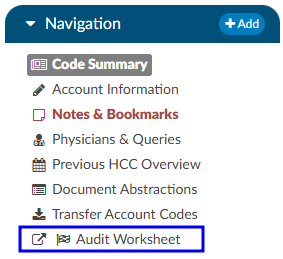 Navigation + Add
Code Summary
Account Information
Notes & Bookmarks
Physicians & Queries
Previous HCC Overview
Document Abstractions
Transfer Account Codes
Audit Worksheet